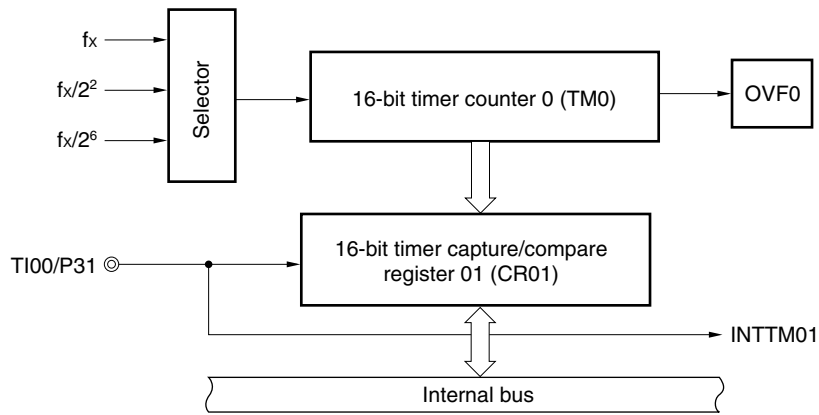 fx
fx/2²
fx/2⁶
Selector
16-bit timer counter 0 (TM0)
OVF0
TI00/P31
16-bit timer capture/compare
register 01 (CR01)
INTTM01
Internal bus